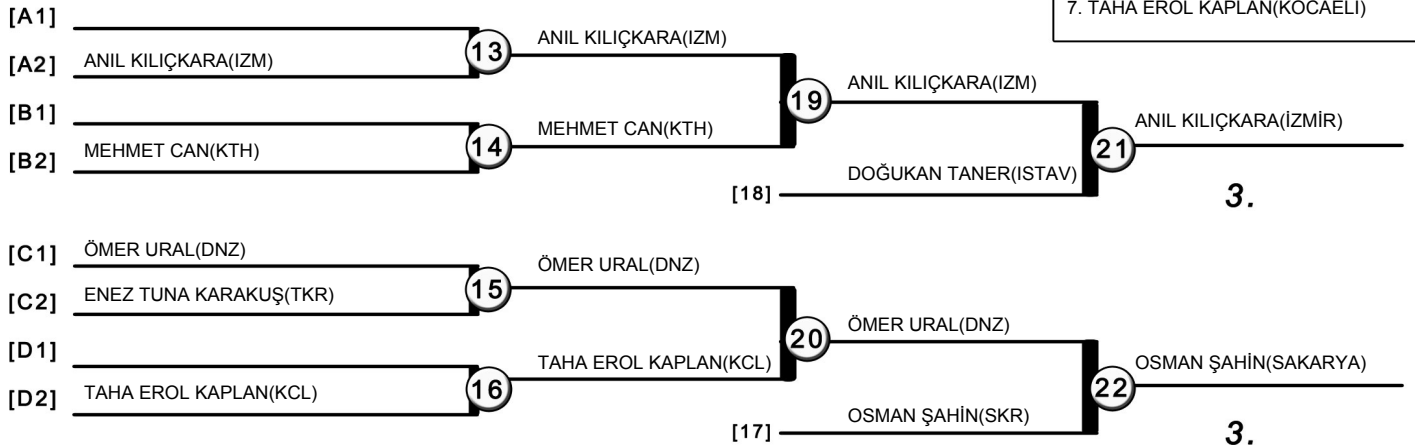 7. TAHA EROL KAPLAN(KOCAELİ)
[A1]
[A2] ANIL KILIÇKARA(IZM)
13
ANIL KILIÇKARA(IZM)
[B1]
[B2] MEHMET CAN(KTH)
14
MEHMET CAN(KTH)
19
ANIL KILIÇKARA(IZM)
[18] DOĞUKAN TANER(ISTAV)
21
ANIL KILIÇKARA(İZMİR)
3.
[C1] ÖMER URAL(DNZ)
[C2] ENEZ TUNA KARAKUŞ(TKR)
15
ÖMER URAL(DNZ)
[D1]
[D2] TAHA EROL KAPLAN(KCL)
16
TAHA EROL KAPLAN(KCL)
20
ÖMER URAL(DNZ)
[17] OSMAN ŞAHİN(SKR)
22
OSMAN ŞAHİN(SAKARYA)
3.